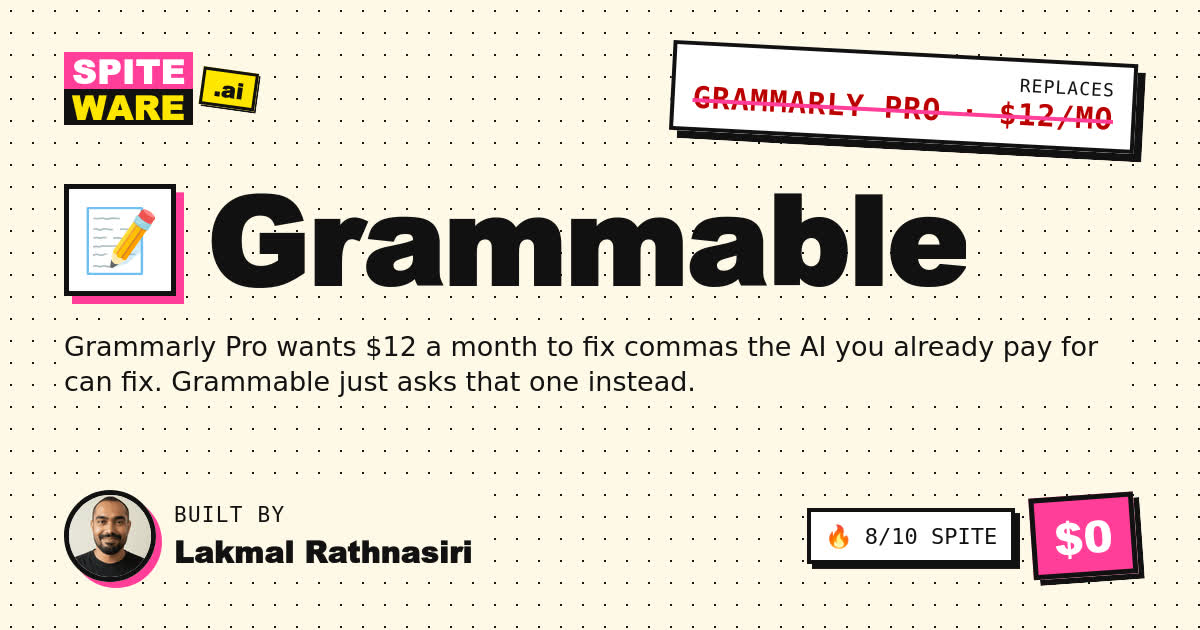 SPITE
WARE
.ai
REPLACES
GRAMMARLY PRO · $12/MO
Grammable
Grammarly Pro wants $12 a month to fix commas the AI you already pay for
can fix. Grammable just asks that one instead.
BUILT BY
Lakmal Rathnasiri
🔥 8/10 SPITE
$0